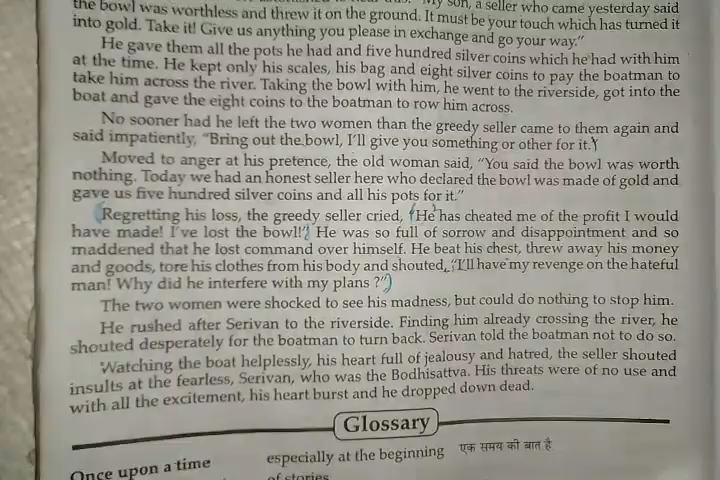 My son, a seller who came yesterday said
the bowl was worthless and threw it on the ground. It must be your touch which has turned it
into gold. Take it! Give us anything you please in exchange and go your way."
He gave them all the pots he had and five hundred silver coins which he had with him
at the time. He kept only his scales, his bag and eight silver coins to pay the boatman to
take him across the river. Taking the bowl with him, he went to the riverside, got into the
boat and gave the eight coins to the boatman to row him across.
No sooner had he left the two women than the greedy seller came to them again and
said impatiently, "Bring out the bowl, I'll give you something or other for it."
Moved to anger at his pretence, the old woman said, "You said the bowl was worth
nothing. Today we had an honest seller here who declared the bowl was made of gold and
gave us five hundred silver coins and all his pots for it."
Regretting his loss, the greedy seller cried, "He has cheated me of the profit I would
have made! I've lost the bowl!" He was so full of sorrow and disappointment and so
maddened that he lost command over himself. He beat his chest, threw away his money
and goods, tore his clothes from his body and shouted, "I'll have my revenge on the hateful
man! Why did he interfere with my plans ?"
The two women were shocked to see his madness, but could do nothing to stop him.
He rushed after Serivan to the riverside. Finding him already crossing the river, he
shouted desperately for the boatman to turn back. Serivan told the boatman not to do so.
Watching the boat helplessly, his heart full of jealousy and hatred, the seller shouted
insults at the fearless, Serivan, who was the Bodhisattva. His threats were of no use and
with all the excitement, his heart burst and he dropped down dead.
Glossary
Once upon a time especially at the beginning एक समय की बात है
of stories